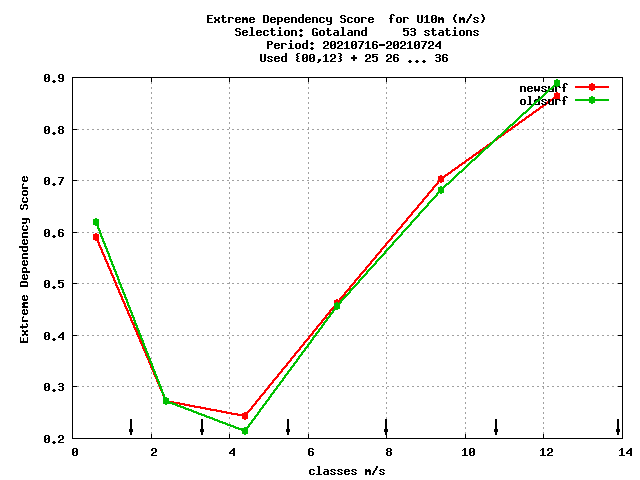 Extreme Dependency Score  for U10m (m/s)
Selection: Gotaland     53 stations
Period: 20210716-20210724
Used {00,12} + 25 26 ... 36
newsurf
oldsurf
Extreme Dependency Score
0.9
0.8
0.7
0.6
0.5
0.4
0.3
0.2
0 2 4 6 8 10 12 14
classes m/s